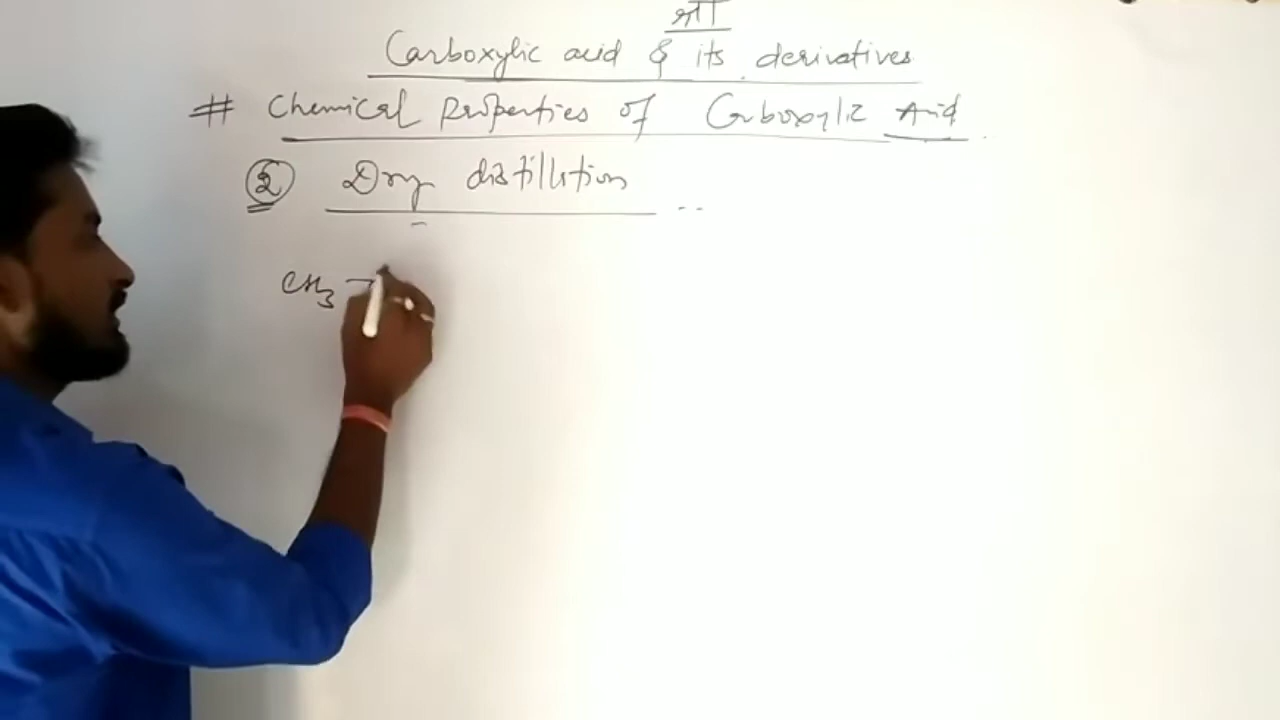 श्री
Carboxylic acid & its derivatives
# Chemical Properties of Carboxylic Acid
② Dry distillation
CH3 -